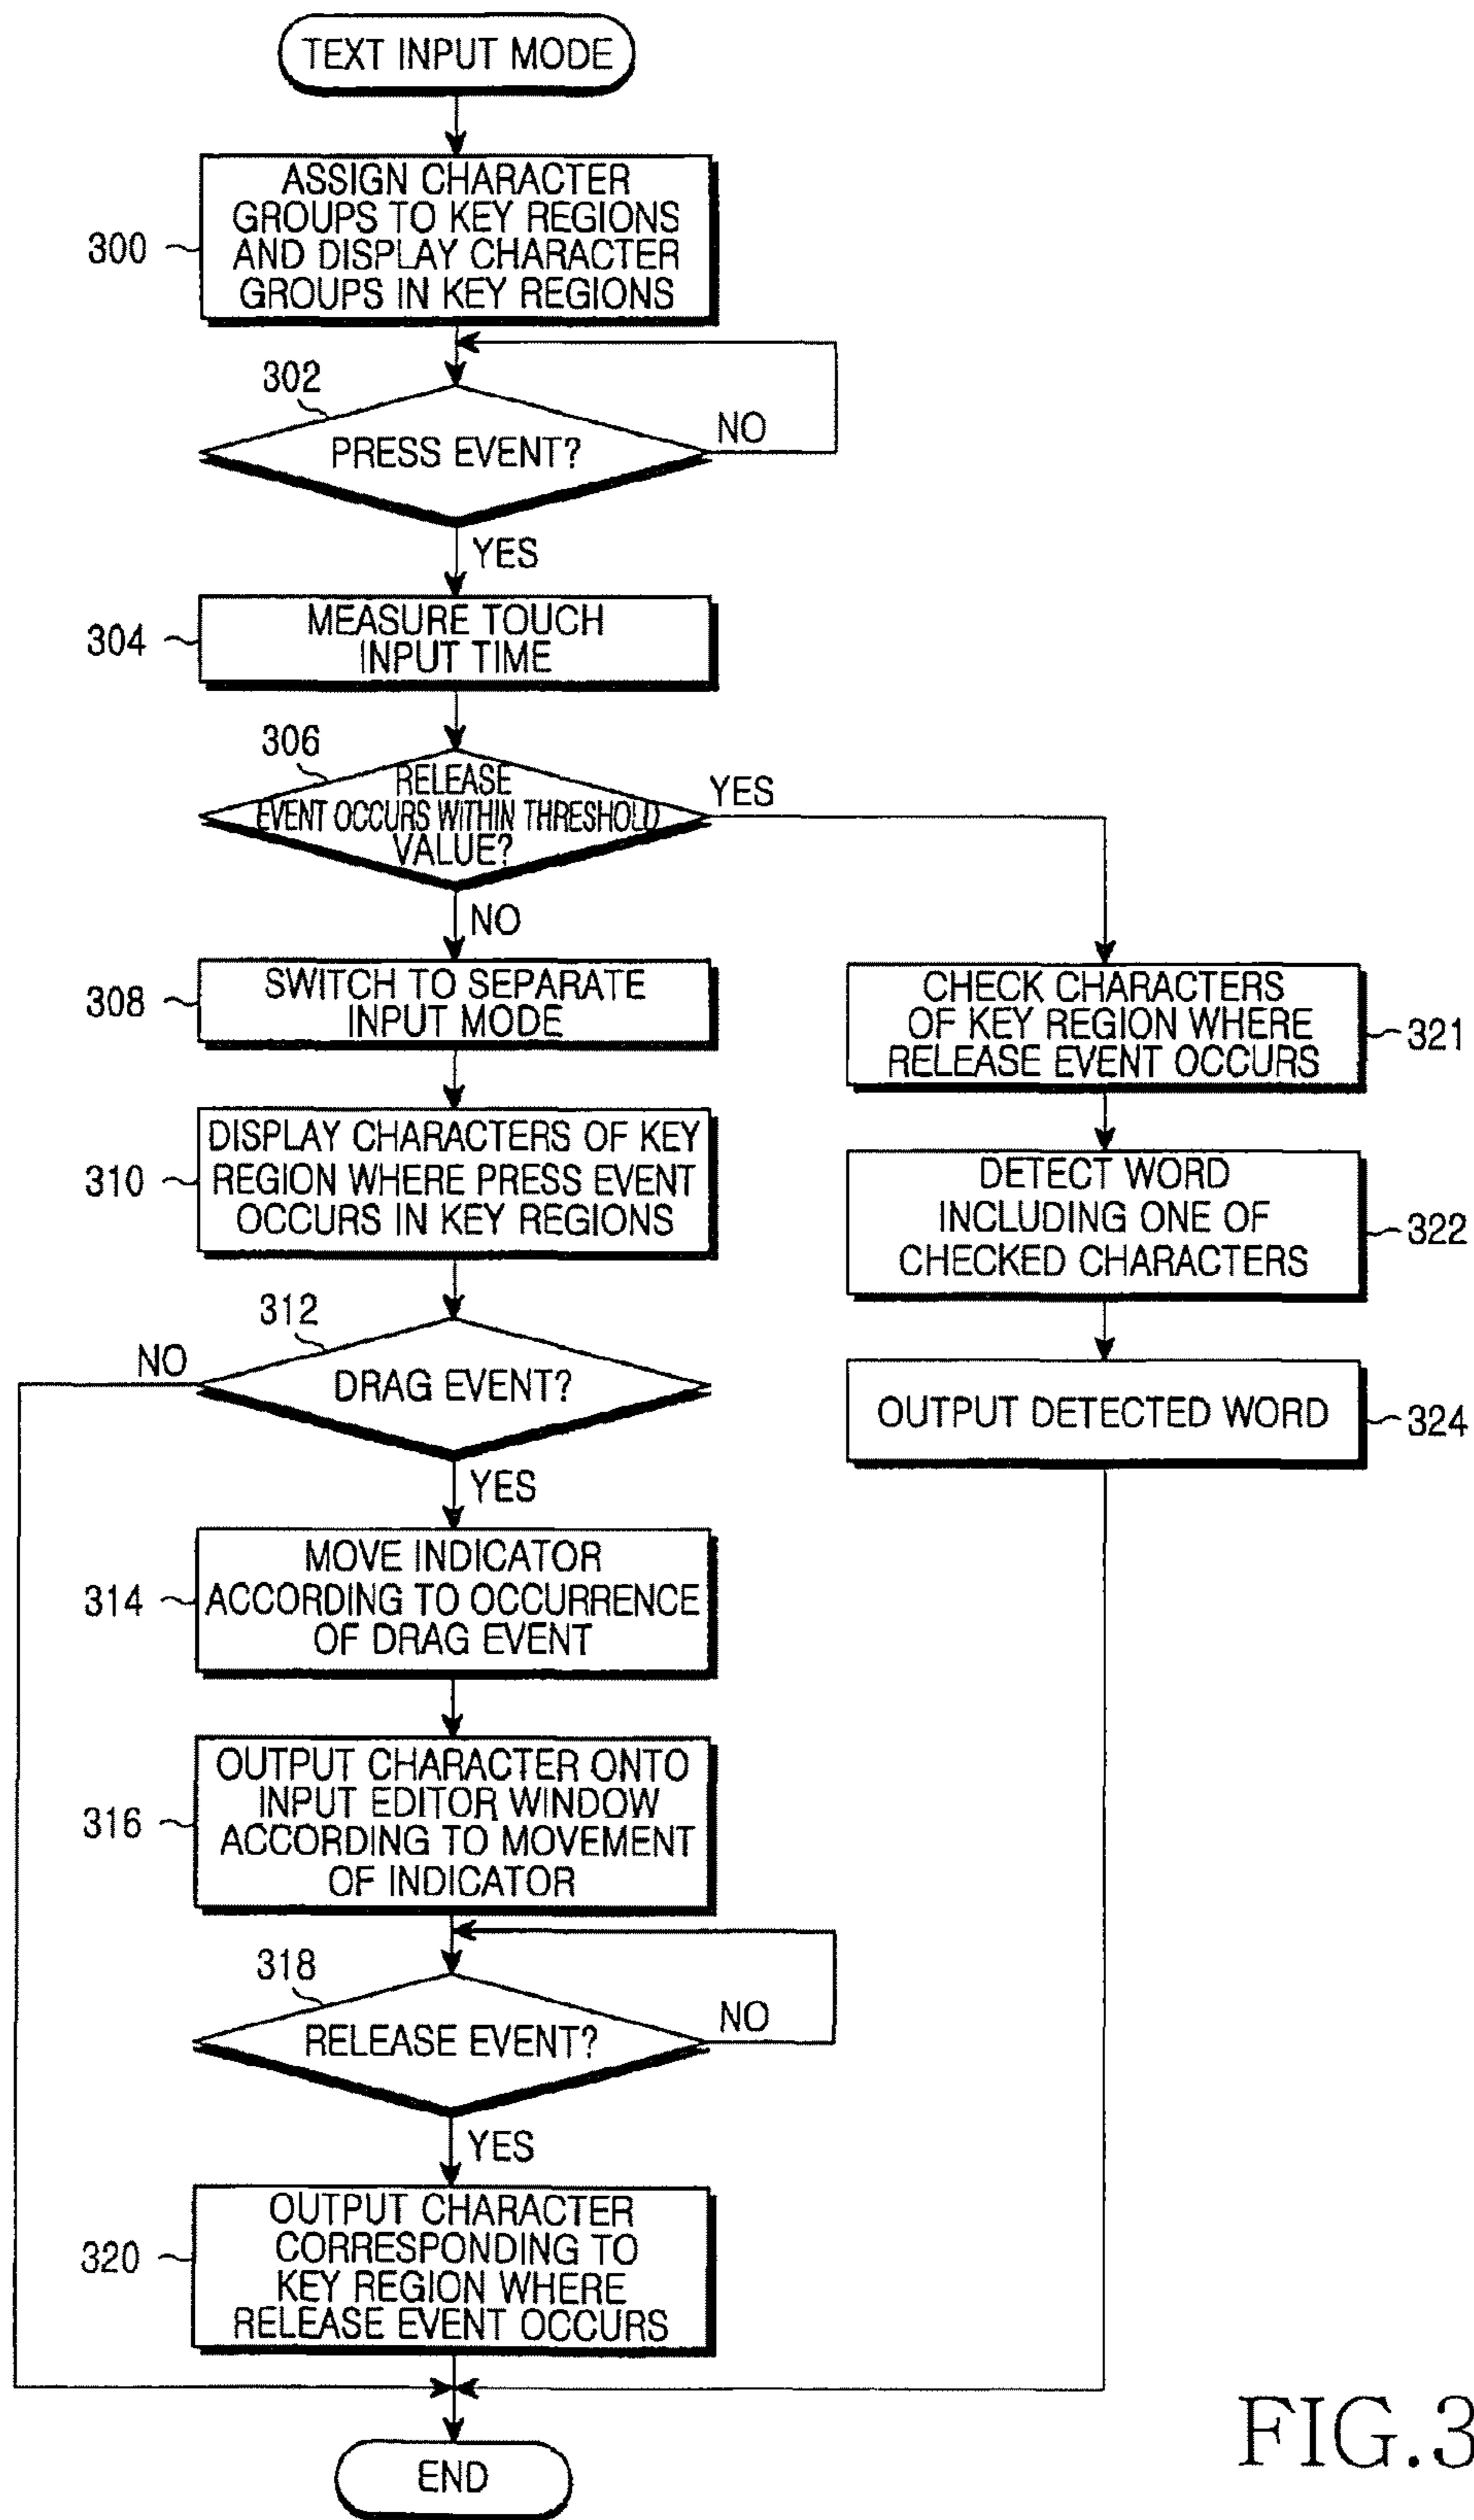 TEXT INPUT MODE
ASSIGN CHARACTER
GROUPS TO KEY REGIONS
AND DISPLAY CHARACTER
GROUPS IN KEY REGIONS
300
302
PRESS EVENT?
NO
YES
304
MEASURE TOUCH
INPUT TIME
306
RELEASE
EVENT OCCURS WITHIN THRESHOLD
VALUE?
YES
NO
308
SWITCH TO SEPARATE
INPUT MODE
310
DISPLAY CHARACTERS OF KEY
REGION WHERE PRESS EVENT
OCCURS IN KEY REGIONS
312
NO
DRAG EVENT?
YES
314
MOVE INDICATOR
ACCORDING TO OCCURRENCE
OF DRAG EVENT
316
OUTPUT CHARACTER ONTO
INPUT EDITOR WINDOW
ACCORDING TO MOVEMENT
OF INDICATOR
318
RELEASE EVENT?
NO
YES
320
OUTPUT CHARACTER
CORRESPONDING TO
KEY REGION WHERE
RELEASE EVENT OCCURS
CHECK CHARACTERS
OF KEY REGION WHERE
RELEASE EVENT OCCURS
321
DETECT WORD
INCLUDING ONE OF
CHECKED CHARACTERS
322
OUTPUT DETECTED WORD
324
END
FIG.3